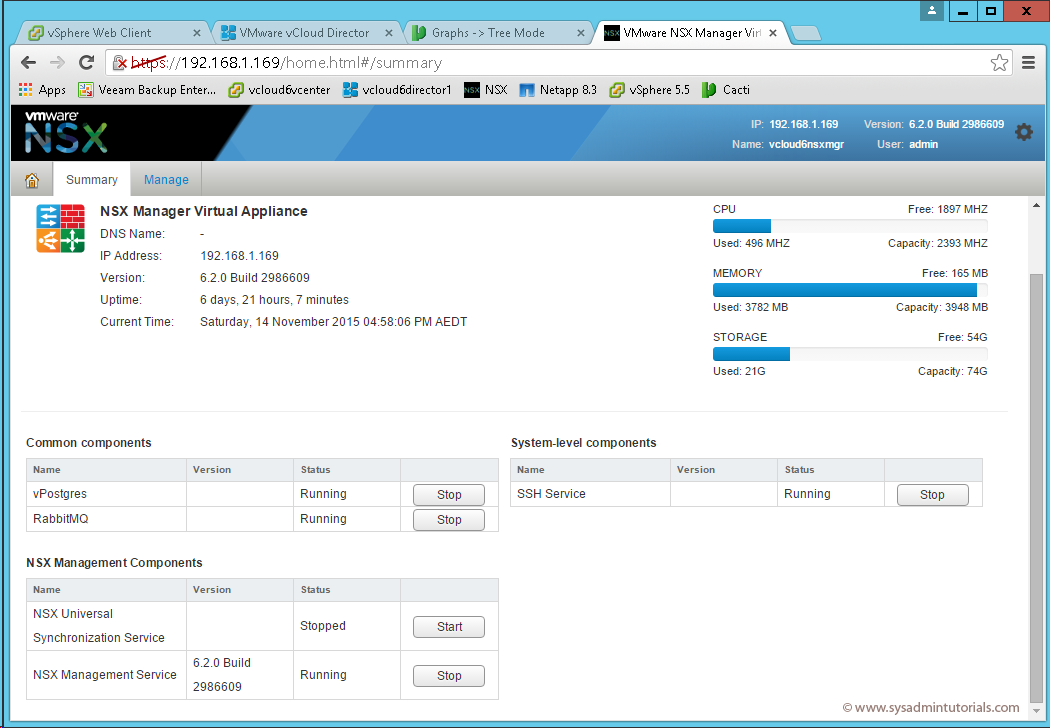 vSphere Web Client
VMware vCloud Director
Graphs -> Tree Mode
VMware NSX Manager Vir
https://192.168.1.169/home.html#/summary
Apps
Veeam Backup Enter...
vcloud6vcenter
vcloud6director1
NSX
NSX
Netapp 8.3
vSphere 5.5
Cacti
vmware
NSX
IP: 192.168.1.169
Version: 6.2.0 Build 2986609
Name: vcloud6nsxmgr
User: admin
Summary
Manage
NSX Manager Virtual Appliance
DNS Name: -
IP Address: 192.168.1.169
Version: 6.2.0 Build 2986609
Uptime: 6 days, 21 hours, 7 minutes
Current Time: Saturday, 14 November 2015 04:58:06 PM AEDT
CPU Free: 1897 MHZ
Used: 496 MHZ Capacity: 2393 MHZ
MEMORY Free: 165 MB
Used: 3782 MB Capacity: 3948 MB
STORAGE Free: 54G
Used: 21G Capacity: 74G
Common components
Name Version Status
vPostgres Running Stop
RabbitMQ Running Stop
System-level components
Name Version Status
SSH Service Running Stop
NSX Management Components
Name Version Status
NSX Universal
Synchronization Service
Stopped Start
NSX Management Service
6.2.0 Build
2986609
Running Stop
© www.sysadmintutorials.com